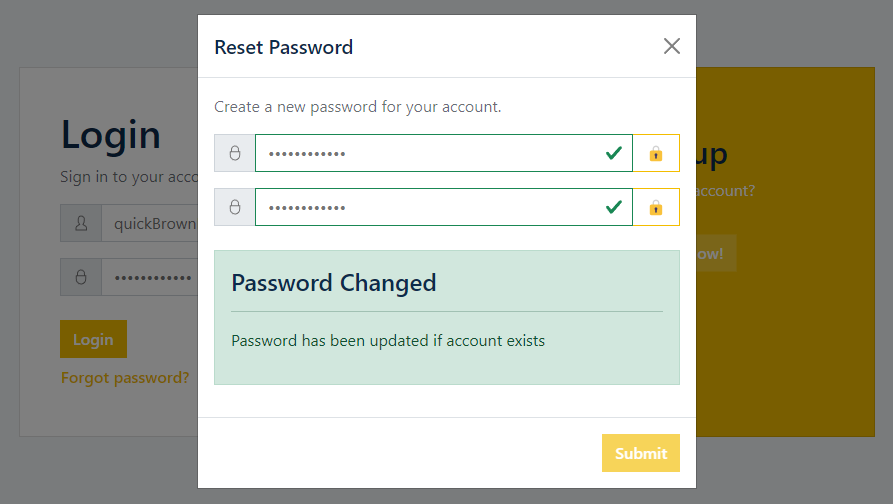 Reset Password
Create a new password for your account.
••••••••••••
••••••••••••
Password Changed
Password has been updated if account exists
Submit
Login
Sign in to your acco
quickBrown
••••••••••••
Login
Forgot password?
up
account?
ow!